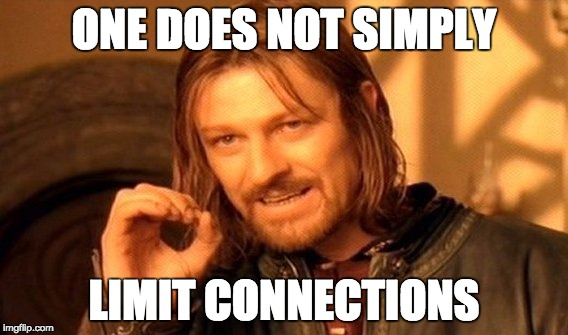 ONE DOES NOT SIMPLY
LIMIT CONNECTIONS
imgflip.com